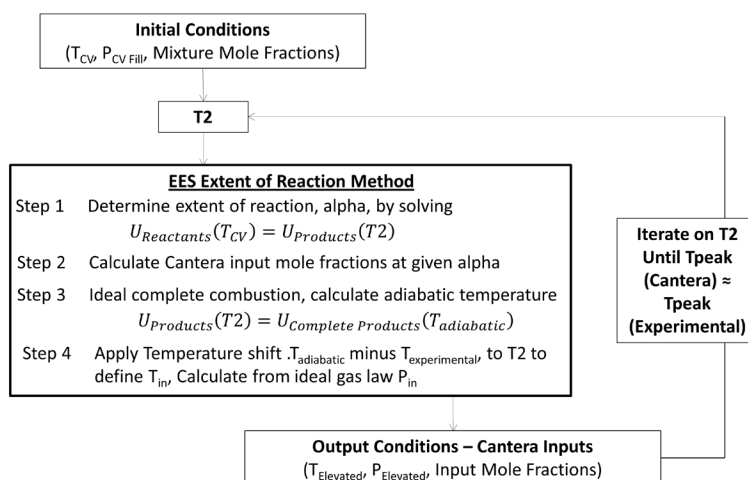 Initial Conditions
(T_CV, P_CV Fill, Mixture Mole Fractions)
T2
EES Extent of Reaction Method
Step 1 Determine extent of reaction, alpha, by solving
U_Reactants(T_CV) = U_Products(T2)
Step 2 Calculate Cantera input mole fractions at given alpha
Step 3 Ideal complete combustion, calculate adiabatic temperature
U_Products(T2) = U_Complete Products(T_adiabatic)
Step 4 Apply Temperature shift .T_adiabatic minus T_experimental, to T2 to
define T_in, Calculate from ideal gas law P_in
Iterate on T2
Until Tpeak
(Cantera) ≈
Tpeak
(Experimental)
Output Conditions – Cantera Inputs
(T_Elevated, P_Elevated, Input Mole Fractions)